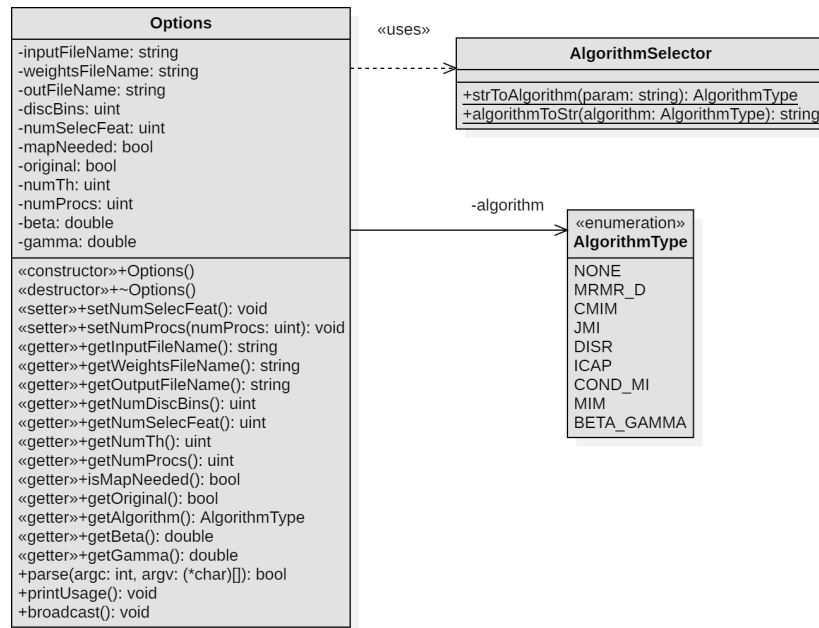 Options
-inputFileName: string
-weightsFileName: string
-outFileName: string
-discBins: uint
-numSelecFeat: uint
-mapNeeded: bool
-original: bool
-numTh: uint
-numProcs: uint
-beta: double
-gamma: double
«constructor»+Options()
«destructor»+~Options()
«setter»+setNumSelecFeat(): void
«setter»+setNumProcs(numProcs: uint): void
«getter»+getInputFileName(): string
«getter»+getWeightsFileName(): string
«getter»+getOutputFileName(): string
«getter»+getNumDiscBins(): uint
«getter»+getNumSelecFeat(): uint
«getter»+getNumTh(): uint
«getter»+getNumProcs(): uint
«getter»+isMapNeeded(): bool
«getter»+getOriginal(): bool
«getter»+getAlgorithm(): AlgorithmType
«getter»+getBeta(): double
«getter»+getGamma(): double
+parse(argc: int, argv: (*char)[]): bool
+printUsage(): void
+broadcast(): void
«uses»
AlgorithmSelector
+strToAlgorithm(param: string): AlgorithmType
+algorithmToStr(algorithm: AlgorithmType): string
-algorithm
«enumeration»
AlgorithmType
NONE
MRMR_D
CMIM
JMI
DISR
ICAP
COND_MI
MIM
BETA_GAMMA